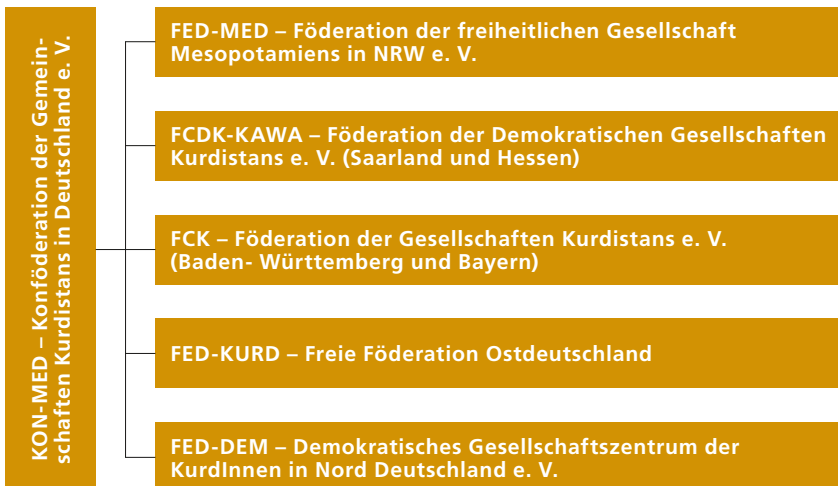 KON-MED – Konföderation der Gemein-
schaften Kurdistans in Deutschland e. V.
FED-MED – Föderation der freiheitlichen Gesellschaft
Mesopotamiens in NRW e. V.
FCDK-KAWA – Föderation der Demokratischen Gesellschaften
Kurdistans e. V. (Saarland und Hessen)
FCK – Föderation der Gesellschaften Kurdistans e. V.
(Baden- Württemberg und Bayern)
FED-KURD – Freie Föderation Ostdeutschland
FED-DEM – Demokratisches Gesellschaftszentrum der
KurdInnen in Nord Deutschland e. V.